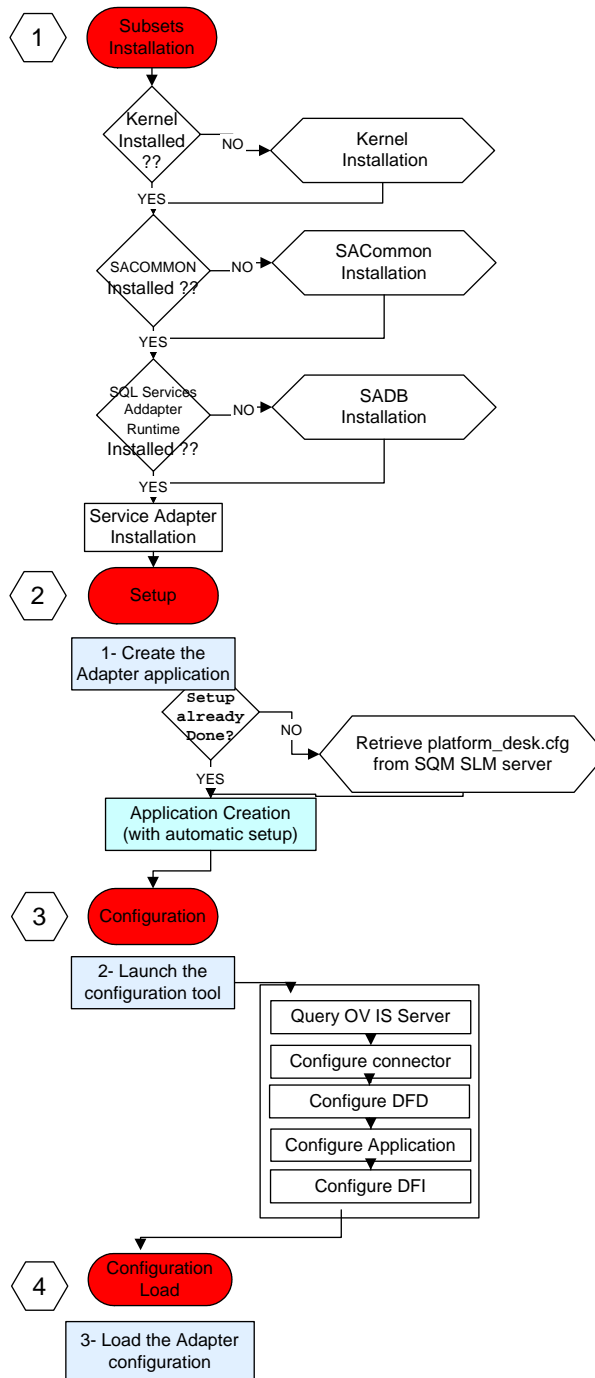 1
Subsets
Installation
Kernel
Installed
??
NO
Kernel
Installation
YES
SACOMMON
Installed ??
NO
SACommon
Installation
YES
SQL Services
Addapter
Runtime
Installed ??
NO
SADB
Installation
YES
Service Adapter
Installation
2
Setup
1- Create the
Adapter application
Setup
already
Done?
NO
Retrieve platform_desk.cfg
from SQM SLM server
YES
Application Creation
(with automatic setup)
3
Configuration
2- Launch the
configuration tool
Query OV IS Server
Configure connector
Configure DFD
Configure Application
Configure DFI
4
Configuration
Load
3- Load the Adapter
configuration